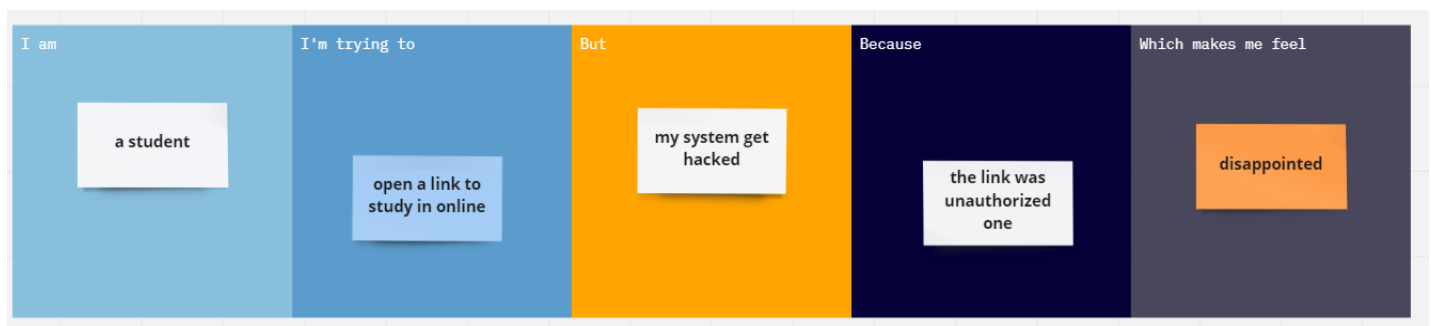 I am
a student
I'm trying to
open a link to
study in online
But
my system get
hacked
Because
the link was
unauthorized
one
Which makes me feel
disappointed